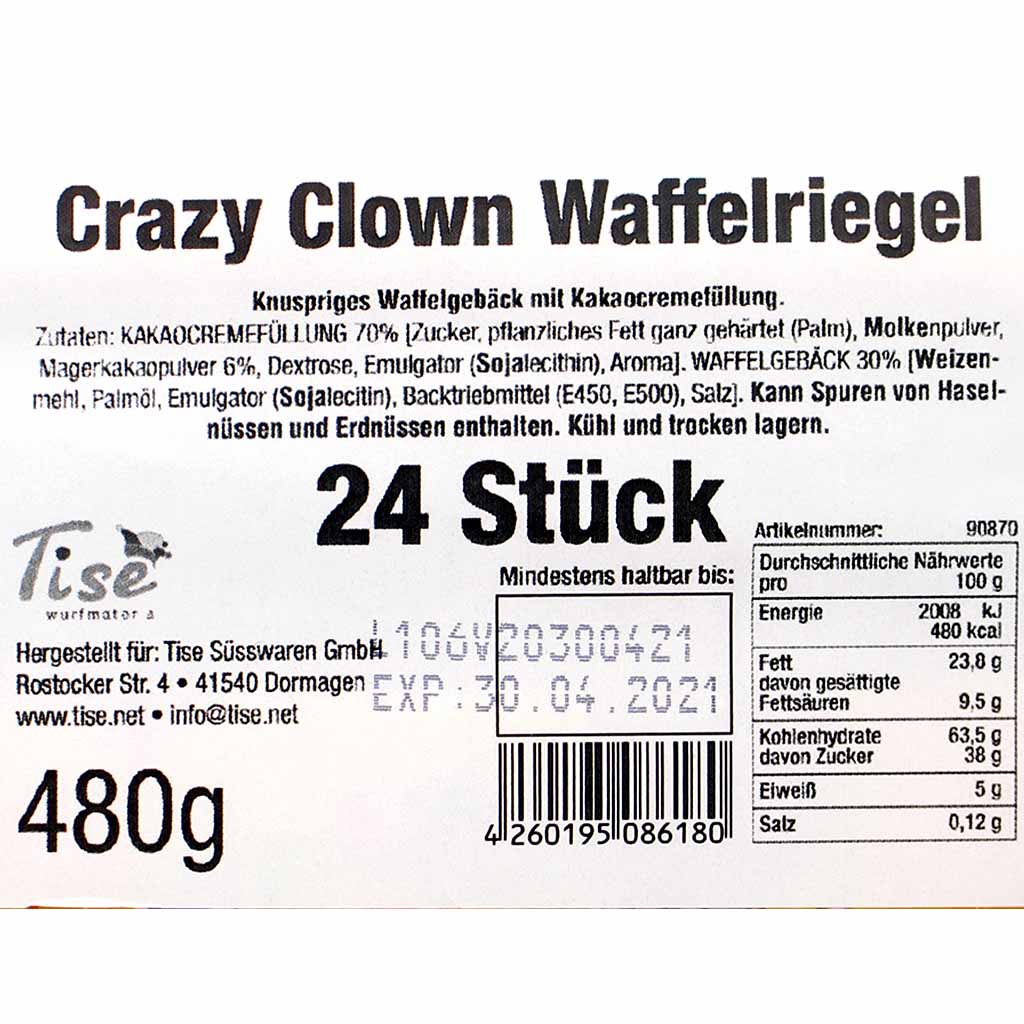 Crazy Clown Waffelriegel
Knuspriges Waffelgebäck mit Kakaocremefüllung.
Zutaten: KAKAOCREMEFÜLLUNG 70% [Zucker, pflanzliches Fett ganz gehärtet (Palm), Molkenpulver,
Magerkakaopulver 6%, Dextrose, Emulgator (Sojalecithin), Aroma]. WAFFELGEBÄCK 30% [Weizen-
mehl, Palmöl, Emulgator (Sojalecitin), Backtriebmittel (E450, E500), Salz]. Kann Spuren von Hasel-
nüssen und Erdnüssen enthalten. Kühl und trocken lagern.
24 Stück
Tise
wurfmaterial
Hergestellt für: Tise Süsswaren GmbH
Rostocker Str. 4 • 41540 Dormagen
www.tise.net • info@tise.net
480g
Mindestens haltbar bis:
L106V20300421
EXP:30.04.2021
4 260195 086180
Artikelnummer: 90870
Durchschnittliche Nährwerte
pro 100 g
Energie 2008 kJ
480 kcal
Fett 23,8 g
davon gesättigte
Fettsäuren 9,5 g
Kohlenhydrate 63,5 g
davon Zucker 38 g
Eiweiß 5 g
Salz 0,12 g